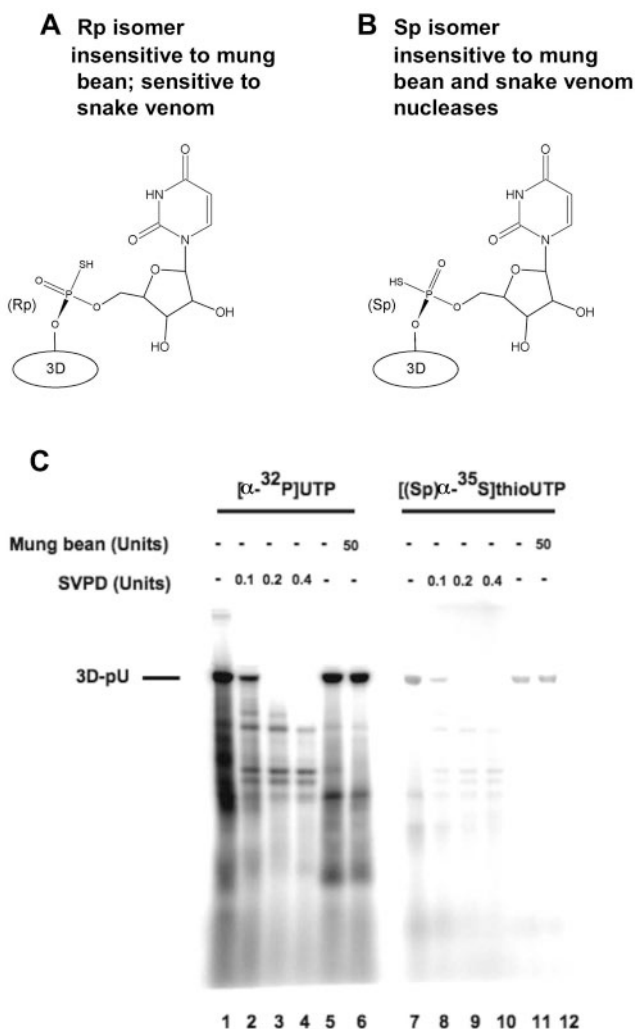 A Rp isomer
insensitive to mung
bean; sensitive to
snake venom
B Sp isomer
insensitive to mung
bean and snake venom
nucleases
O
NH
O N
SH
O
P O O
(Rp)
O OH
HO
3D
O
NH
O N
O
HS
P O O
(Sp)
O OH
HO
3D
C
[α-³²P]UTP [(Sp)α-³⁵S]thioUTP
Mung bean (Units) - - - - - 50 - - - - - 50
SVPD (Units) - 0.1 0.2 0.4 - - - 0.1 0.2 0.4 - -
3D-pU
1 2 3 4 5 6 7 8 9 10 11 12